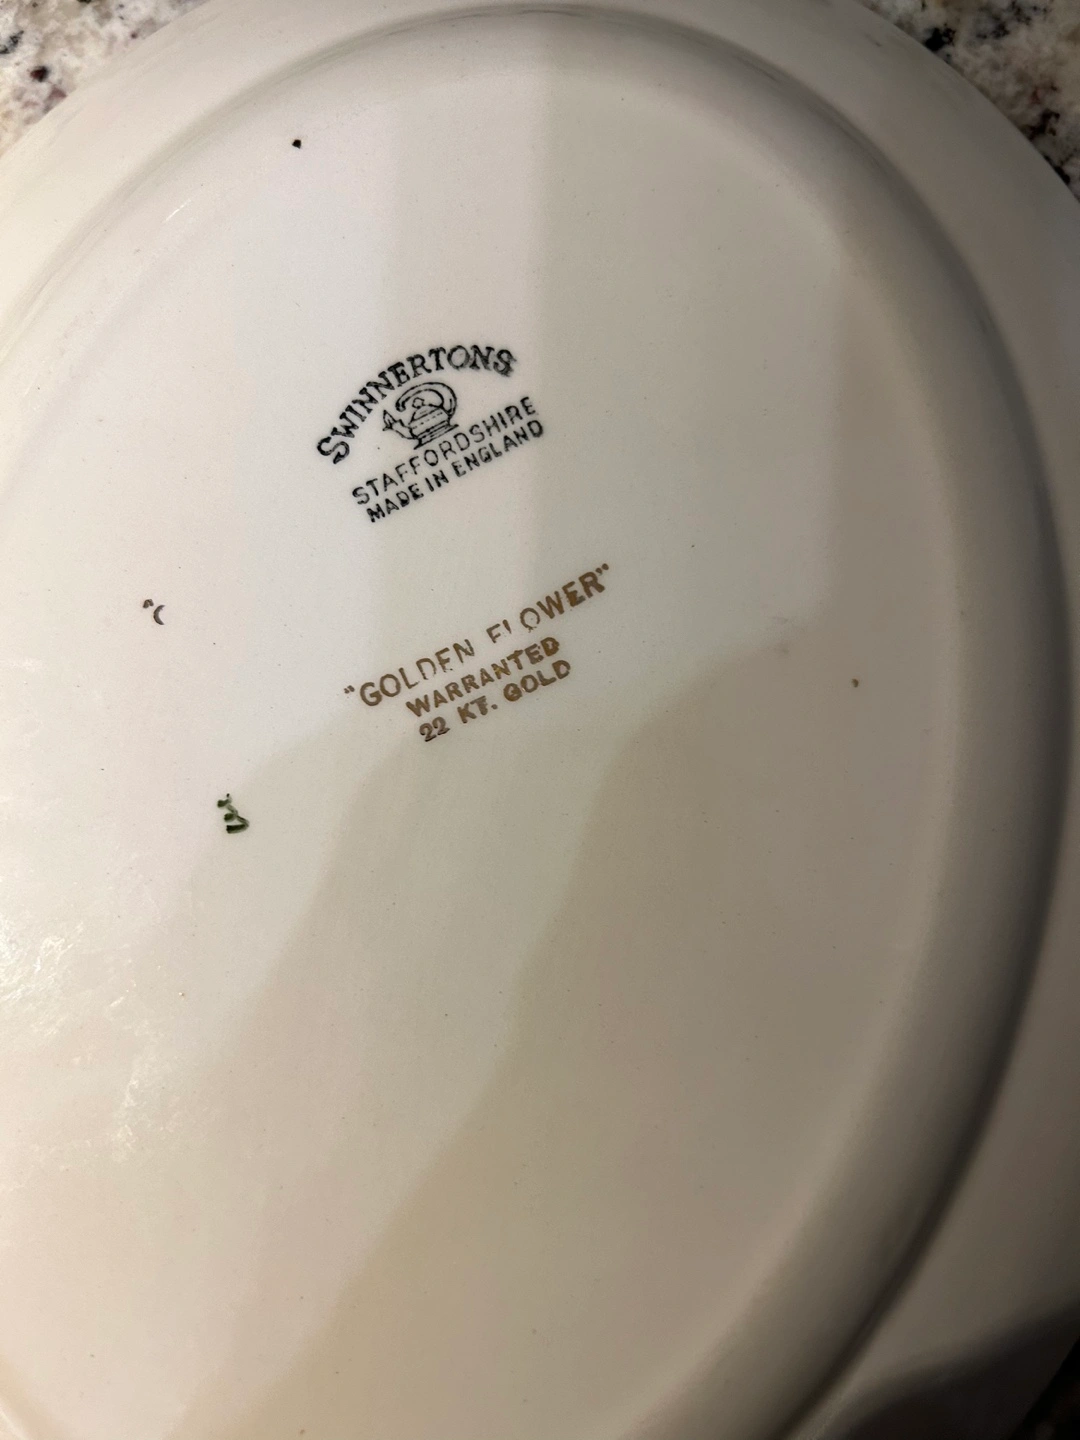 SWINNERTONS
STAFFORDSHIRE
MADE IN ENGLAND
"GOLDEN FLOWER"
WARRANTED
22 KT. GOLD